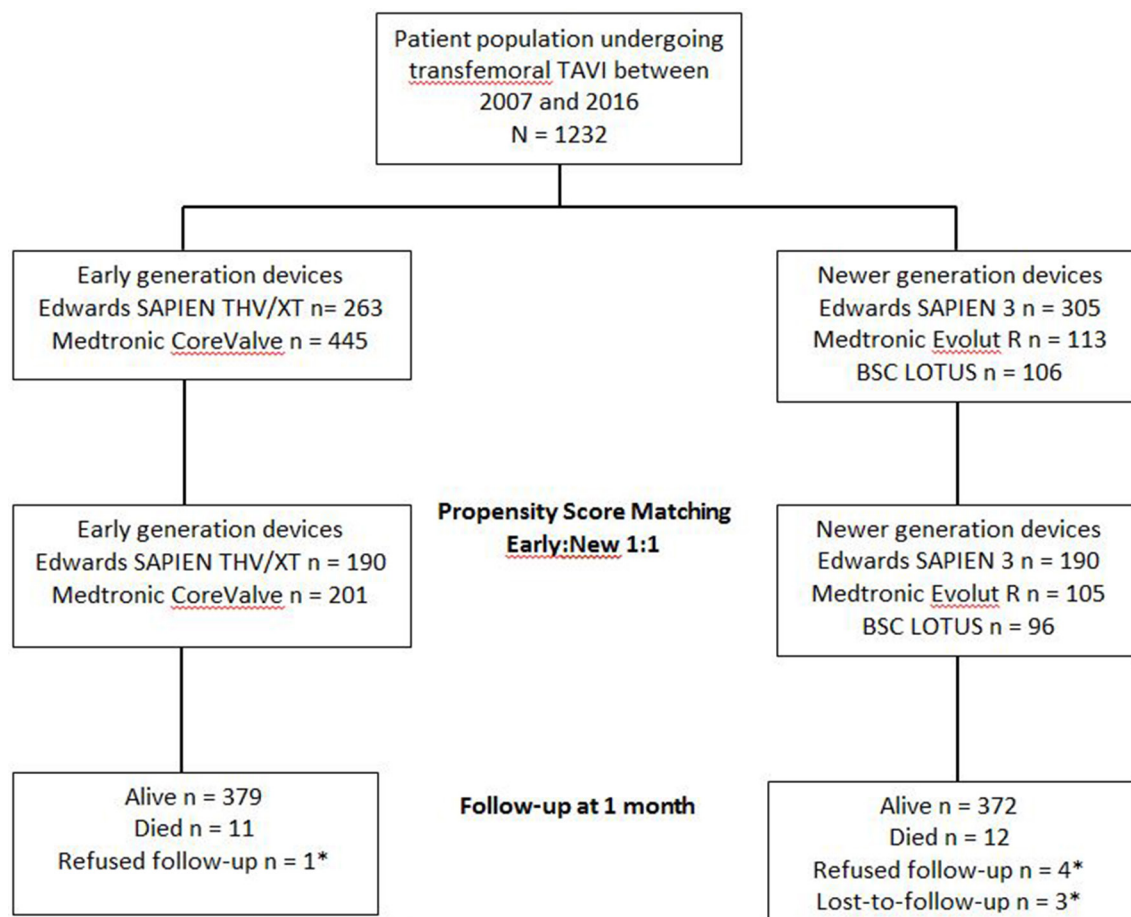 Patient population undergoing
transfemoral TAVI between
2007 and 2016
N = 1232
Early generation devices
Edwards SAPIEN THV/XT n= 263
Medtronic CoreValve n = 445
Newer generation devices
Edwards SAPIEN 3 n = 305
Medtronic Evolut R n = 113
BSC LOTUS n = 106
Propensity Score Matching
Early:New 1:1
Early generation devices
Edwards SAPIEN THV/XT n = 190
Medtronic CoreValve n = 201
Newer generation devices
Edwards SAPIEN 3 n = 190
Medtronic Evolut R n = 105
BSC LOTUS n = 96
Follow-up at 1 month
Alive n = 379
Died n = 11
Refused follow-up n = 1*
Alive n = 372
Died n = 12
Refused follow-up n = 4*
Lost-to-follow-up n = 3*